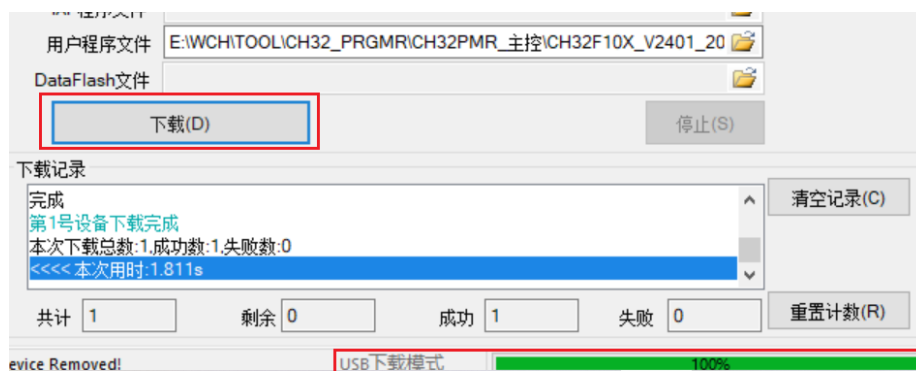 用户程序文件 E:\WCH\TOOL\CH32_PRGMR\CH32PMR_主控\CH32F10X_V2401_20
DataFlash文件
下载(D) 停止(S)
下载记录
完成
第1号设备下载完成
本次下载总数:1,成功数:1,失败数:0
<<<< 本次用时:1.811s
清空记录(C)
共计 1 剩余 0 成功 1 失败 0 重置计数(R)
evice Removed! USB下载模式 100%